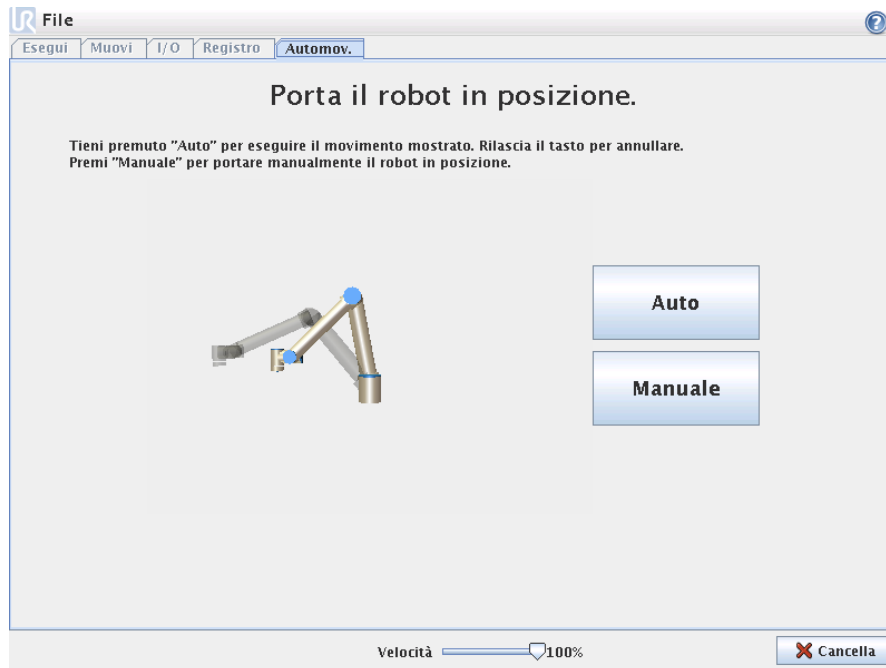 UR File
Esegui Muovi I/O Registro Automov.
Porta il robot in posizione.
Tieni premuto "Auto" per eseguire il movimento mostrato. Rilascia il tasto per annullare.
Premi "Manuale" per portare manualmente il robot in posizione.
Auto
Manuale
Velocità 100% Cancella